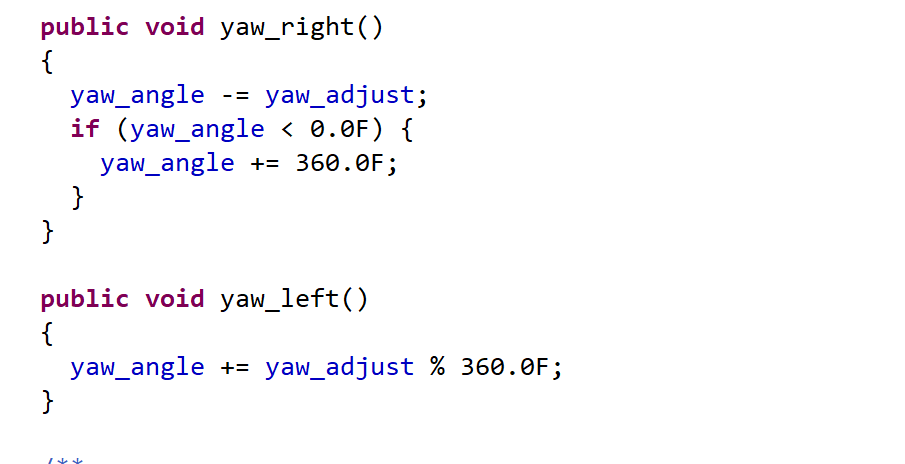 public void yaw_right()
{
yaw_angle -= yaw_adjust;
if (yaw_angle < 0.0F) {
yaw_angle += 360.0F;
}
}
public void yaw_left()
{
yaw_angle += yaw_adjust % 360.0F;
}
/**